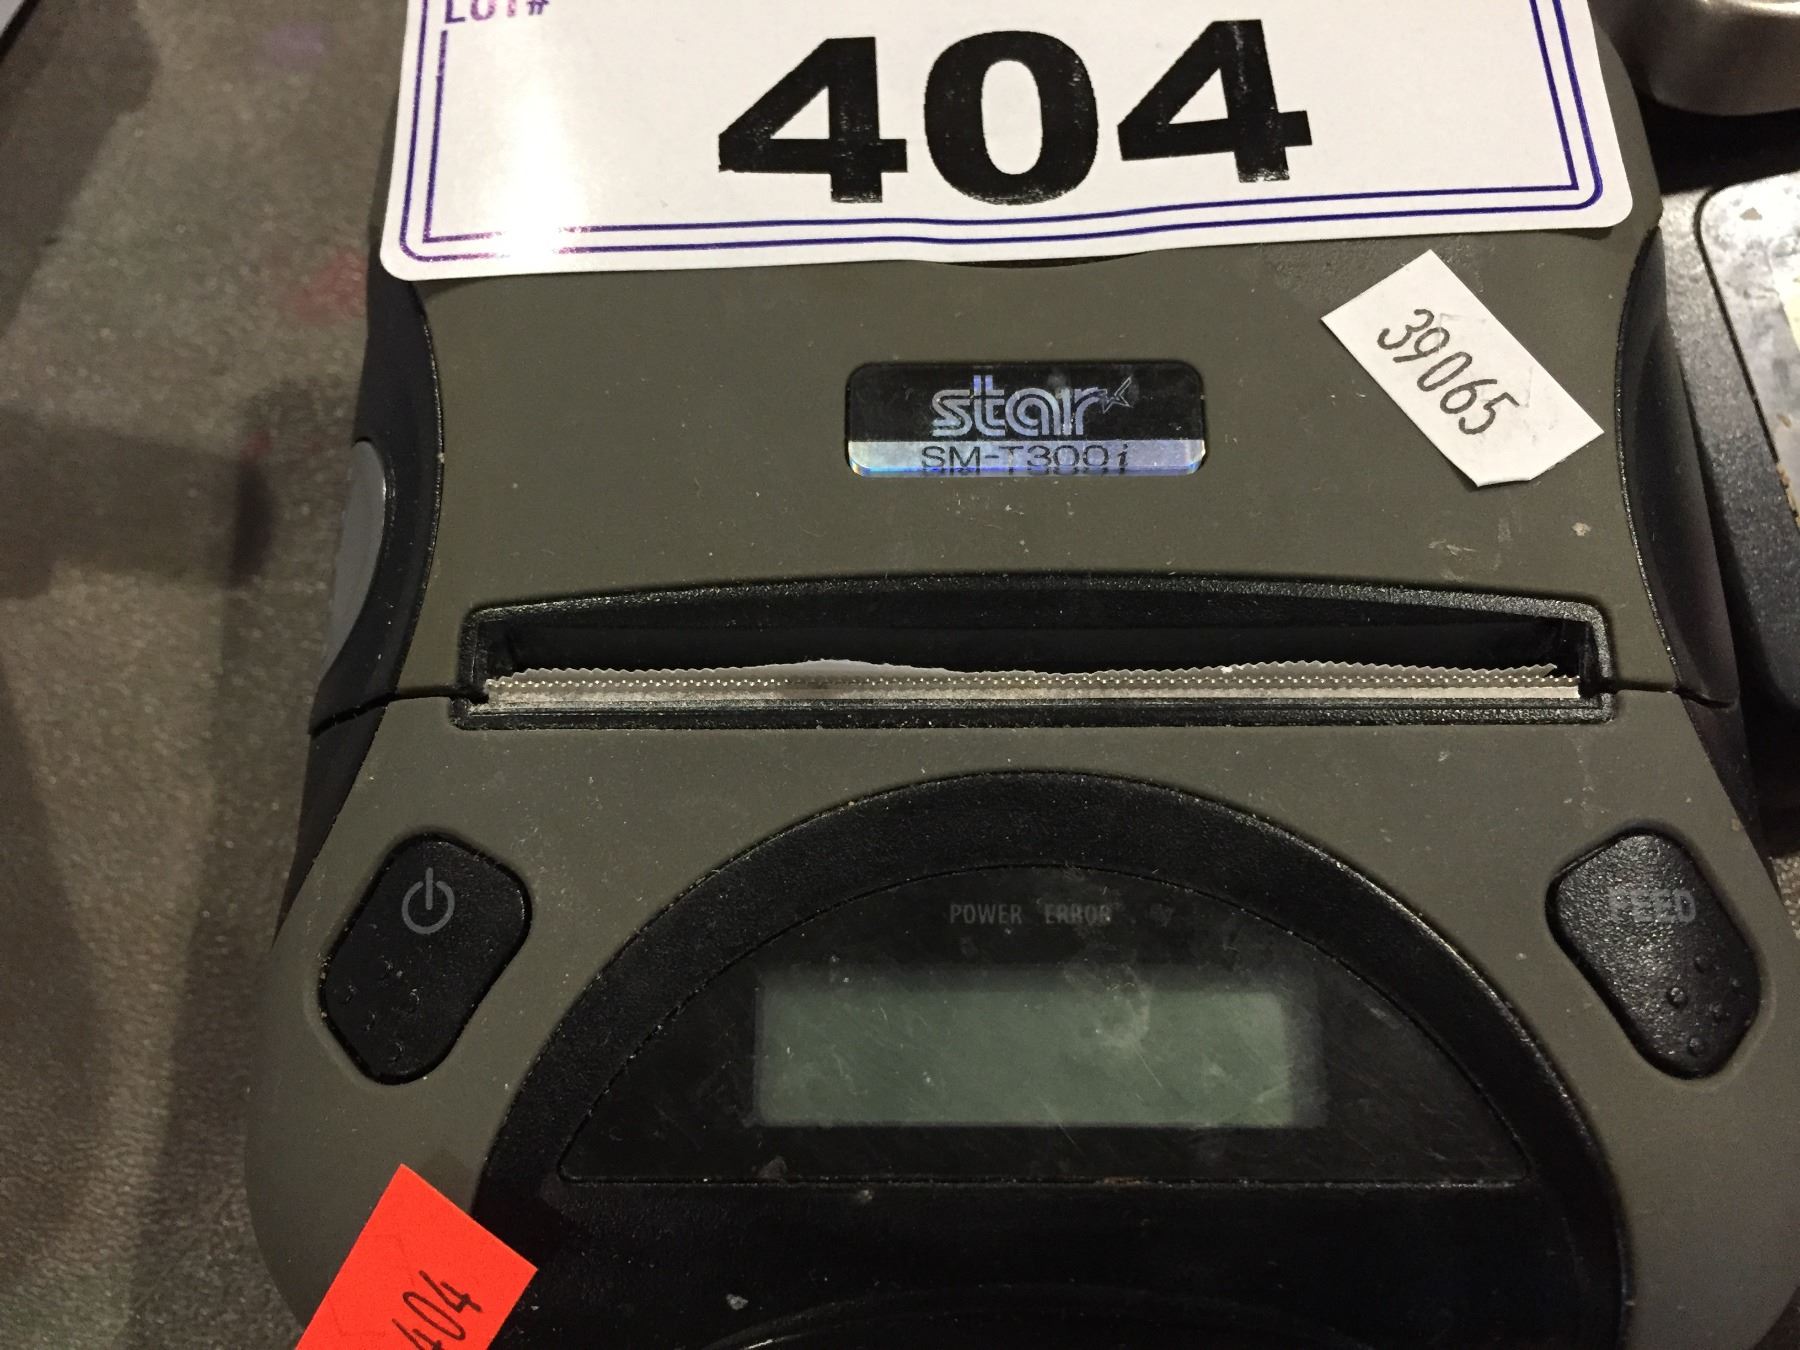 LOT#
404
39065
star
SM-T300i
POWER ERROR
FEED
404